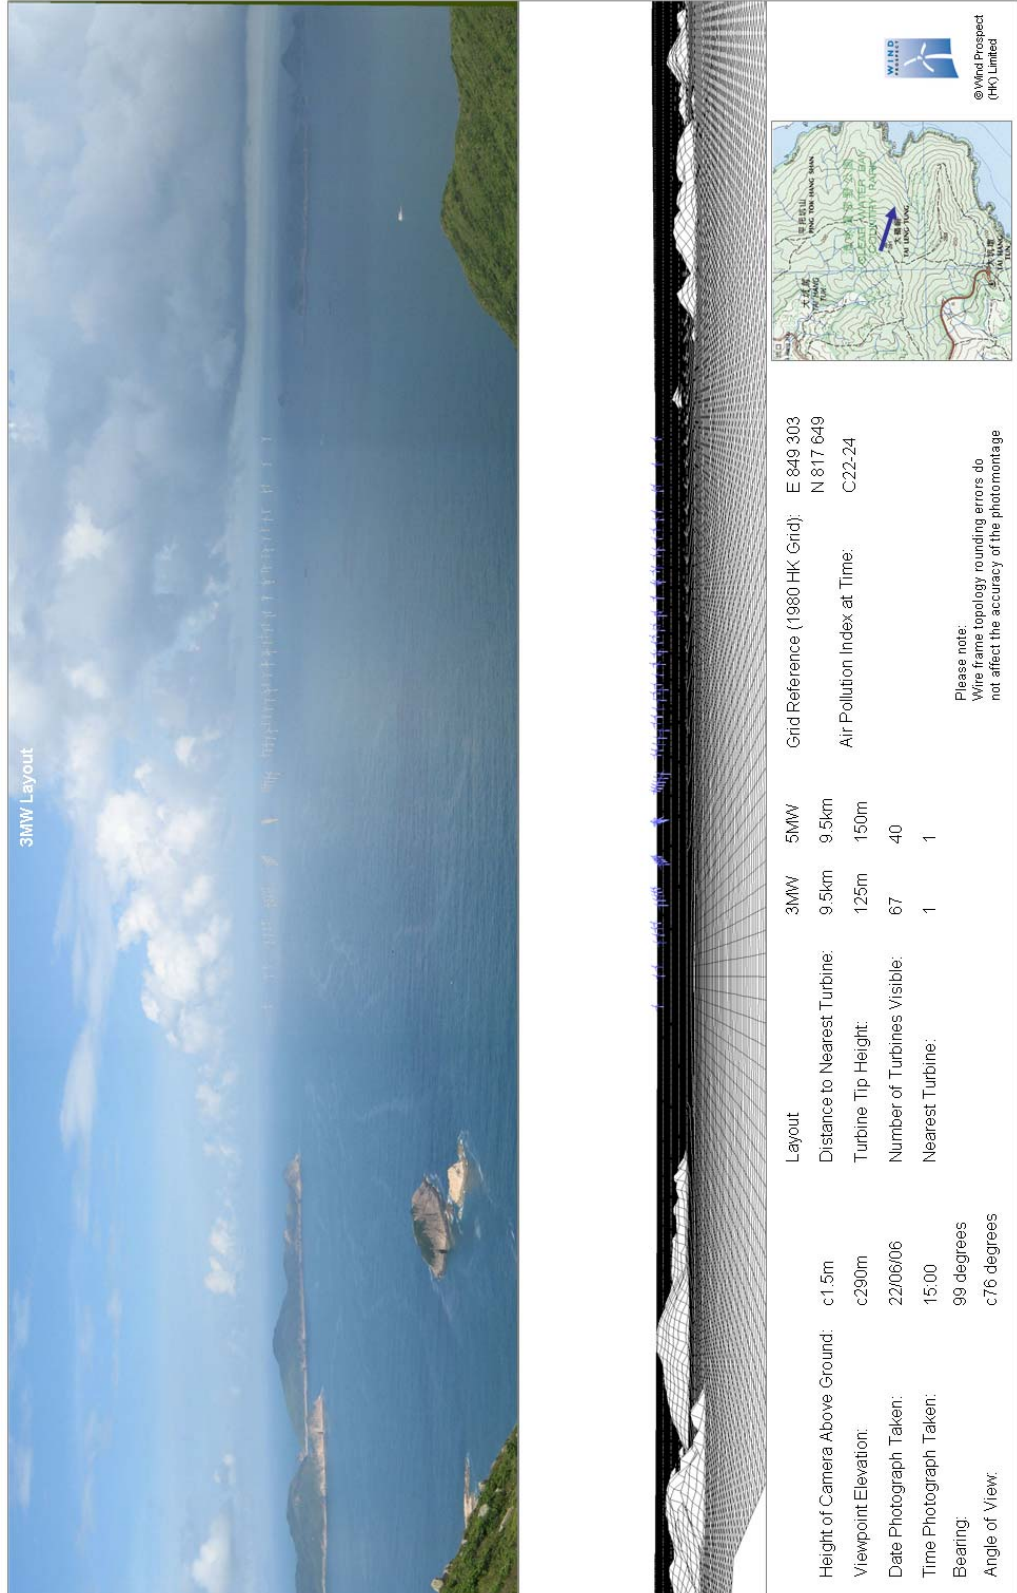 3MW Layout
Height of Camera Above Ground: c1.5m
Viewpoint Elevation: c290m
Date Photograph Taken: 22/06/06
Time Photograph Taken: 15:00
Bearing: 99 degrees
Angle of View: c76 degrees
Layout 3MW 5MW
Distance to Nearest Turbine: 9.5km 9.5km
Turbine Tip Height: 125m 150m
Number of Turbines Visible: 67 40
Nearest Turbine: 1 1
Grid Reference (1980 HK Grid): E 849 303
N 817 649
Air Pollution Index at Time: C22-24
Please note:
Wire frame topology rounding errors do
not affect the accuracy of the photomontage
TAI LING TUNG
WIND
PROSPECT
©Wind Prospect
(HK) Limited